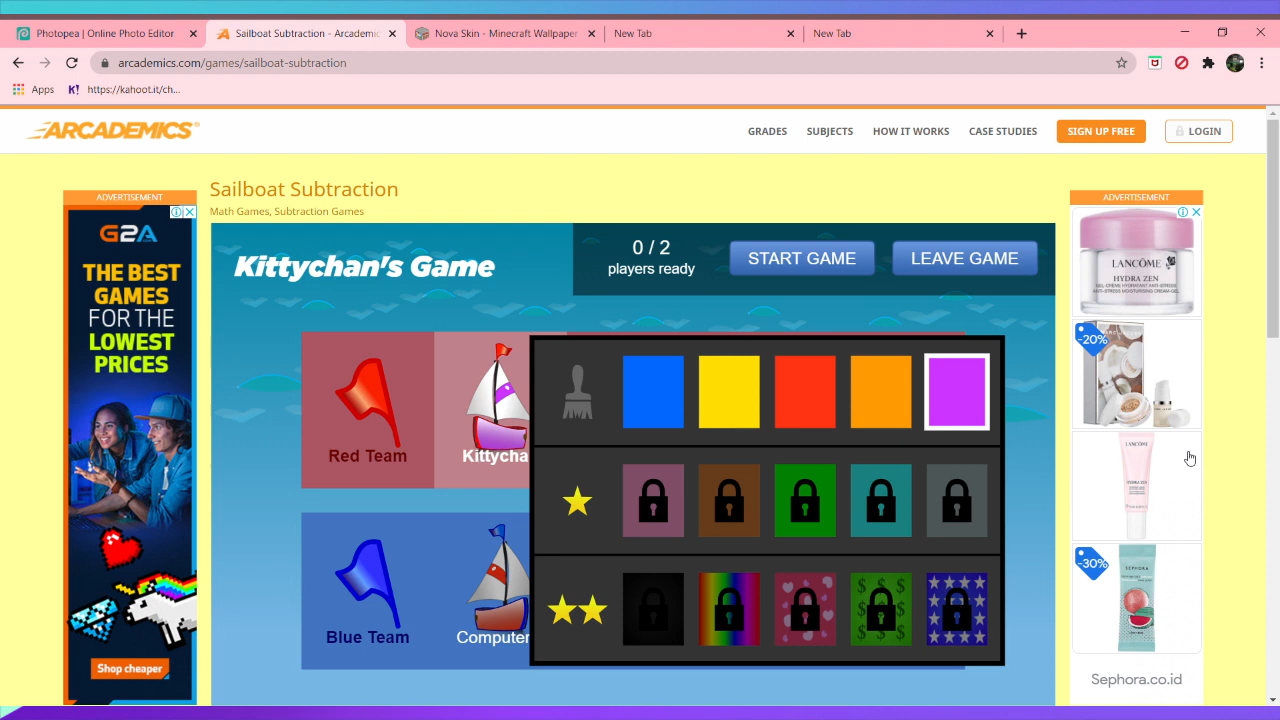 Photopea | Online Photo Editor
Sailboat Subtraction - Arcademic
Nova Skin - Minecraft Wallpaper
New Tab
New Tab
arcademics.com/games/sailboat-subtraction
Apps
K! https://kahoot.it/ch...
ARCADEMICS®
GRADES
SUBJECTS
HOW IT WORKS
CASE STUDIES
SIGN UP FREE
LOGIN
Sailboat Subtraction
Math Games, Subtraction Games
ADVERTISEMENT
G2A
THE BEST
GAMES
FOR THE
LOWEST
PRICES
Shop cheaper
Kittychan's Game
0 / 2
players ready
START GAME
LEAVE GAME
Red Team
Kittycha
Blue Team
Computer
ADVERTISEMENT
LANCÔME
HYDRA ZEN
-20%
LANCÔME
HYDRA ZEN
-30%
SEPHORA
Sephora.co.id